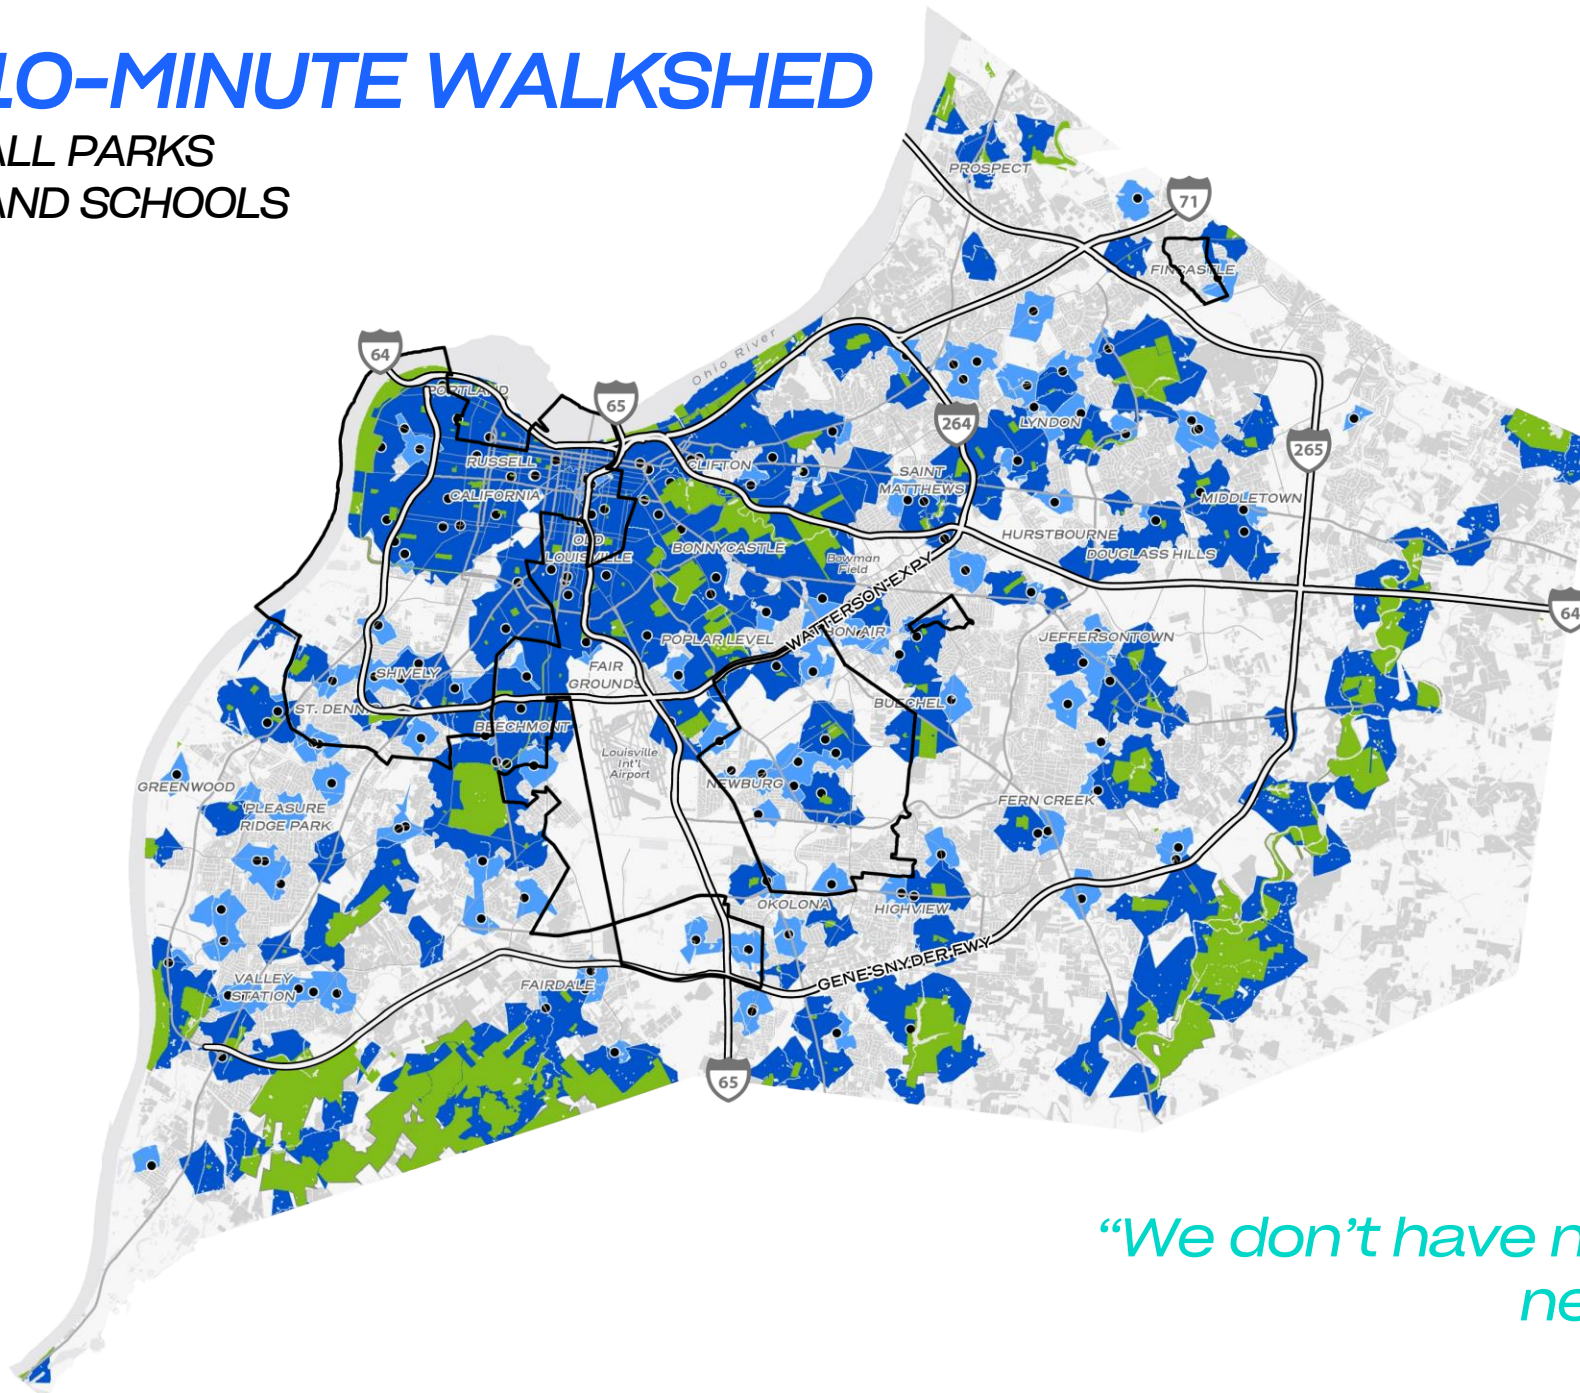 10-MINUTE WALKSHED
ALL PARKS
AND SCHOOLS
PROSPECT
71
FINCASTLE
64
PORTLAND
65
Ohio River
264
LYNDON
265
RUSSELL
CLIFTON
SAINT
MATTHEWS
CALIFORNIA
MIDDLETOWN
OLD
LOUISVILLE
BONNYCASTLE
HURSTBOURNE
DOUGLASS HILLS
Bowman
Field
64
WATTERSON EXPY
BON AIR
POPLAR LEVEL
JEFFERSONTOWN
SHIVELY
FAIR
GROUNDS
BUECHEL
ST. DENNIS
BEECHMONT
Louisville
Int'l
Airport
GREENWOOD
NEWBURG
PLEASURE
RIDGE PARK
FERN CREEK
OKOLONA
HIGHVIEW
VALLEY
STATION
FAIRDALE
GENE SNYDER FWY
65
“We don’t have